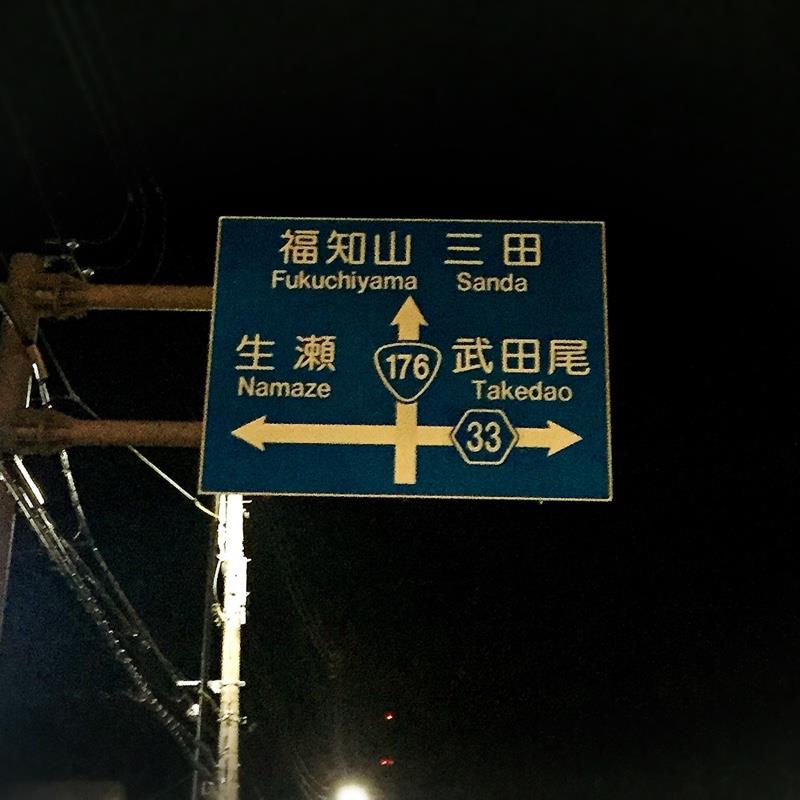 福知山 三田
Fukuchiyama Sanda
生瀬 176 武田尾
Namaze Takedao
33